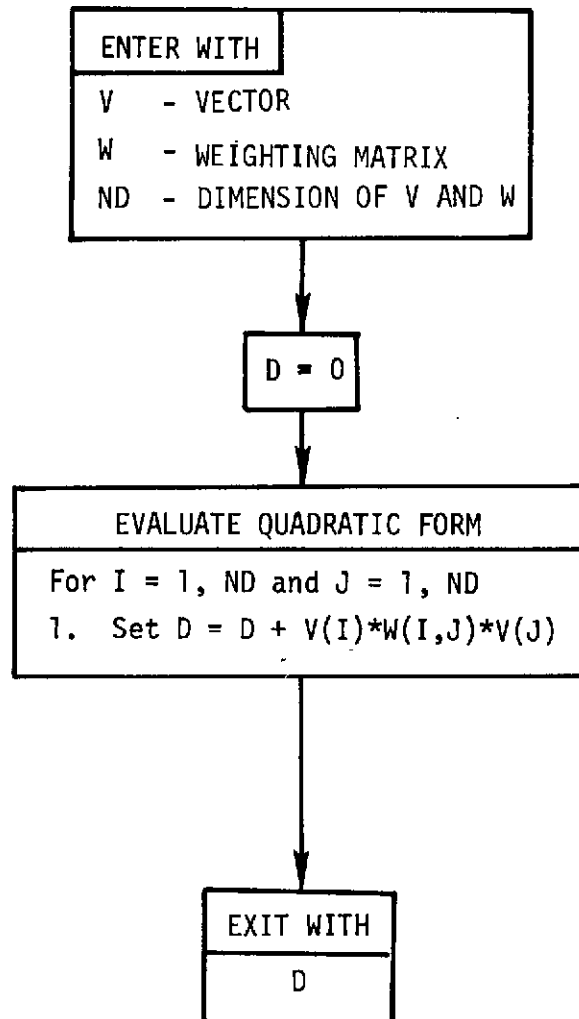 ENTER WITH
V - VECTOR
W - WEIGHTING MATRIX
ND - DIMENSION OF V AND W
D = 0
EVALUATE QUADRATIC FORM
For I = 1, ND and J = 1, ND
1. Set D = D + V(I)*W(I,J)*V(J)
EXIT WITH
D